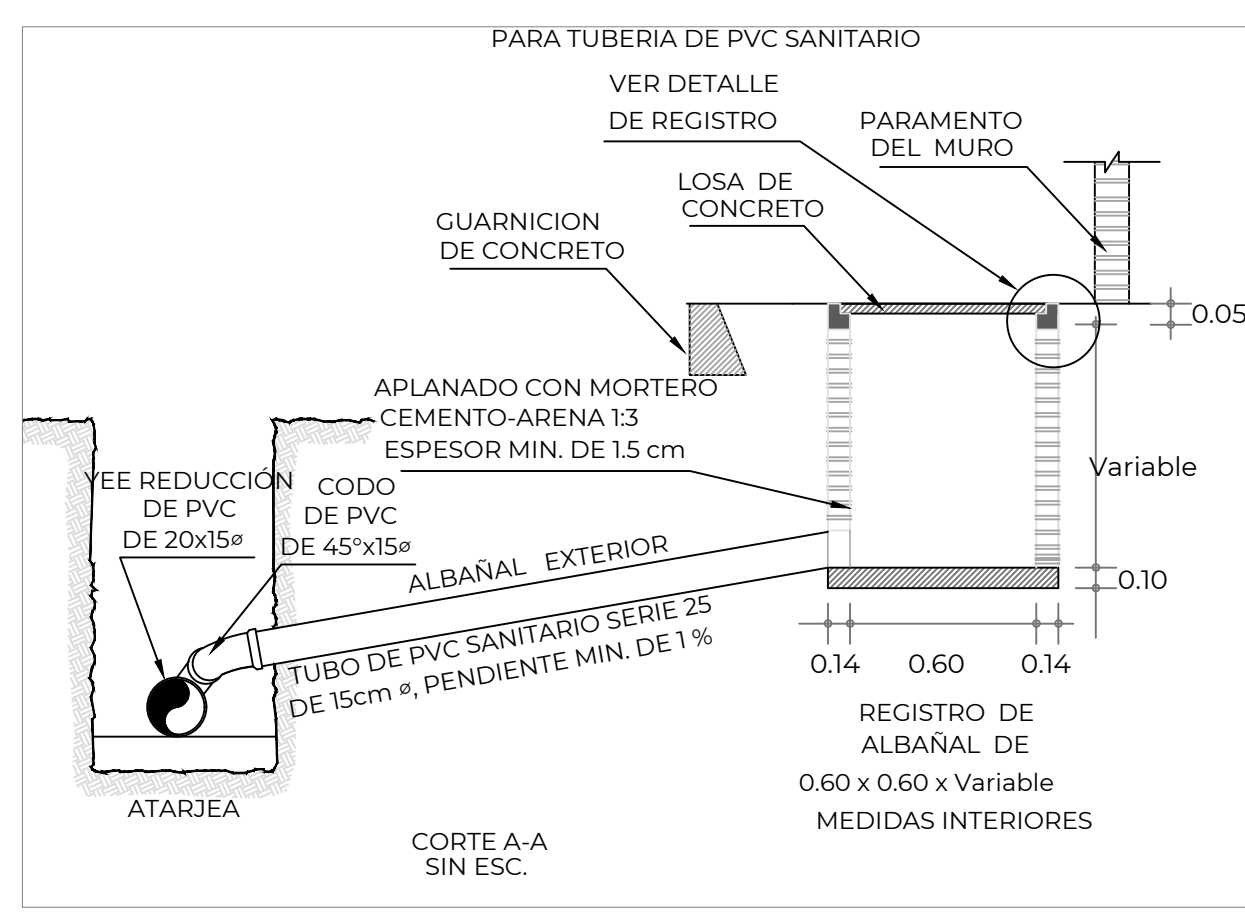 PARA TUBERIA DE PVC SANITARIO
VER DETALLE
DE REGISTRO
PARAMENTO
DEL MURO
LOSA DE
CONCRETO
GUARNICION
DE CONCRETO
0.05
APLANADO CON MORTERO
CEMENTO-ARENA 1:3
ESPESOR MIN. DE 1.5 cm
Variable
YEE REDUCCIÓN
DE PVC
DE 20x15ø
CODO
DE PVC
DE 45°x15ø
ALBAÑAL EXTERIOR
0.10
TUBO DE PVC SANITARIO SERIE 25
DE 15cm ø, PENDIENTE MIN. DE 1 %
0.14 0.60 0.14
REGISTRO DE
ALBAÑAL DE
0.60 x 0.60 x Variable
MEDIDAS INTERIORES
ATARJEA
CORTE A-A
SIN ESC.